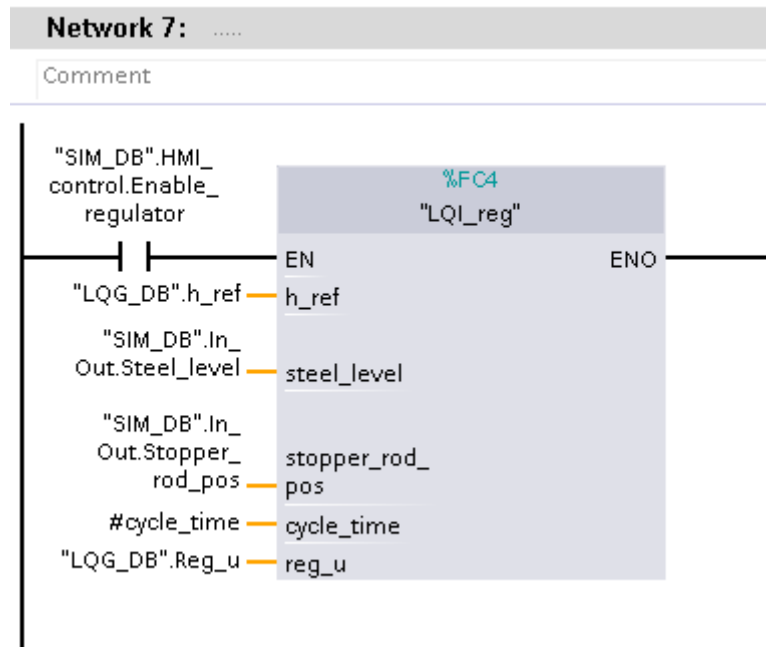 Network 7: .....
Comment
"SIM_DB".HMI_
control.Enable_
regulator
%FC4
"LQI_reg"
EN
ENO
"LQG_DB".h_ref
h_ref
"SIM_DB".In_
Out.Steel_level
steel_level
"SIM_DB".In_
Out.Stopper_
rod_pos
stopper_rod_
pos
#cycle_time
cycle_time
"LQG_DB".Reg_u
reg_u